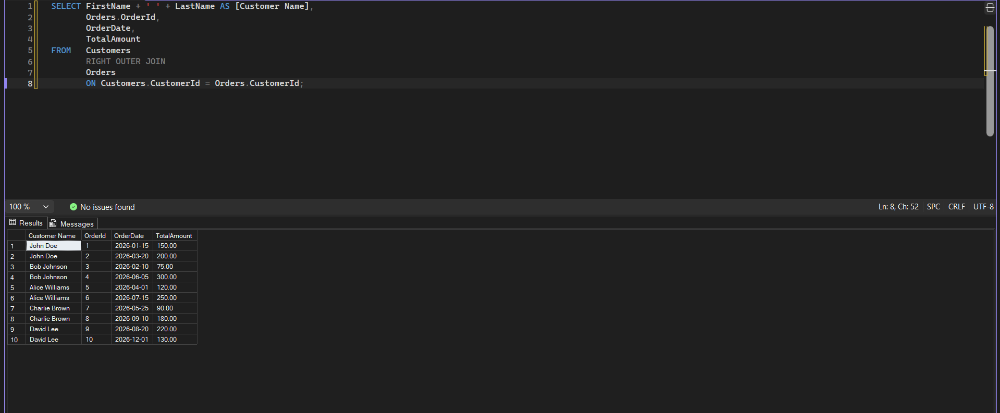 1 SELECT FirstName + ' ' + LastName AS [Customer Name],
2 Orders.OrderId,
3 OrderDate,
4 TotalAmount
5 FROM Customers
6 RIGHT OUTER JOIN
7 Orders
8 ON Customers.CustomerId = Orders.CustomerId;
100 % No issues found Ln: 8, Ch: 52 SPC CRLF UTF-8
Results Messages
Customer Name OrderId OrderDate TotalAmount
1 John Doe 1 2026-01-15 150.00
2 John Doe 2 2026-03-20 200.00
3 Bob Johnson 3 2026-02-10 75.00
4 Bob Johnson 4 2026-06-05 300.00
5 Alice Williams 5 2026-04-01 120.00
6 Alice Williams 6 2026-07-15 250.00
7 Charlie Brown 7 2026-05-25 90.00
8 Charlie Brown 8 2026-09-10 180.00
9 David Lee 9 2026-08-20 220.00
10 David Lee 10 2026-12-01 130.00